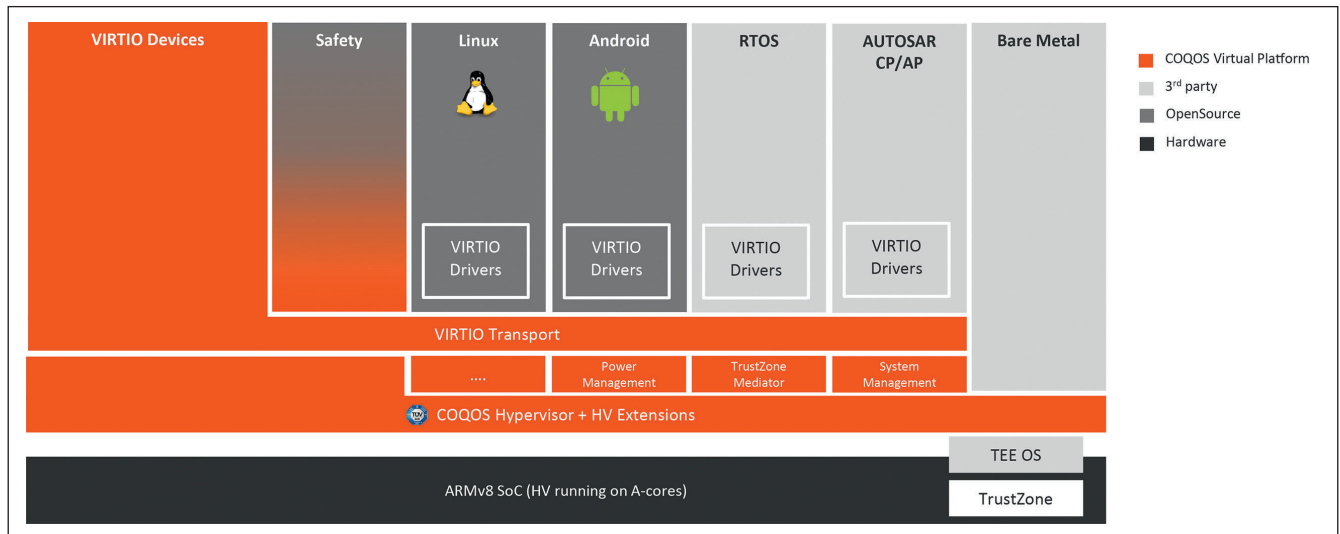 VIRTIO Devices
Safety
Linux
Android
RTOS
AUTOSAR
CP/AP
Bare Metal
COQOS Virtual Platform
3rd party
OpenSource
Hardware
VIRTIO
Drivers
VIRTIO
Drivers
VIRTIO
Drivers
VIRTIO
Drivers
VIRTIO Transport
....
Power
Management
TrustZone
Mediator
System
Management
TÜV
COQOS Hypervisor + HV Extensions
TEE OS
ARMv8 SoC (HV running on A-cores)
TrustZone